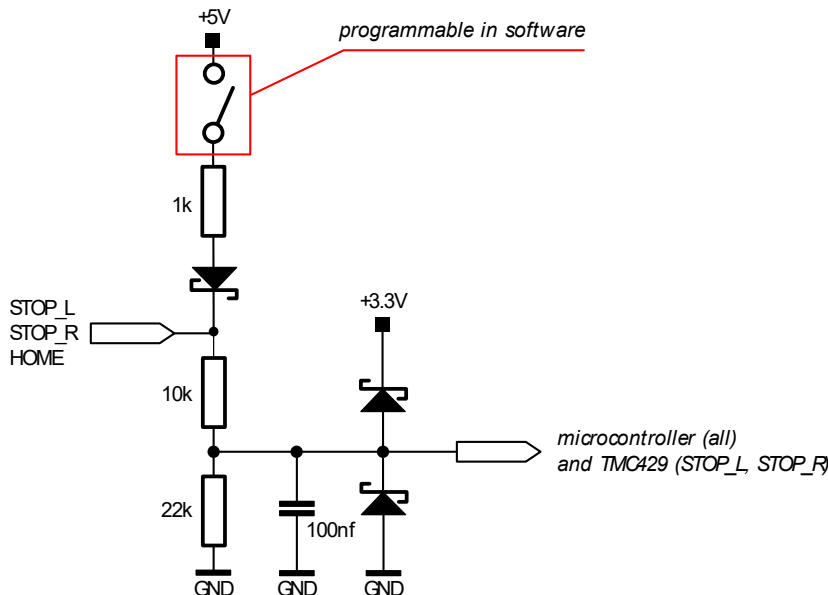 +5V
programmable in software
1k
+3.3V
STOP_L
STOP_R
HOME
10k
microcontroller (all)
and TMC429 (STOP_L, STOP_R)
22k
100nf
GND
GND
GND